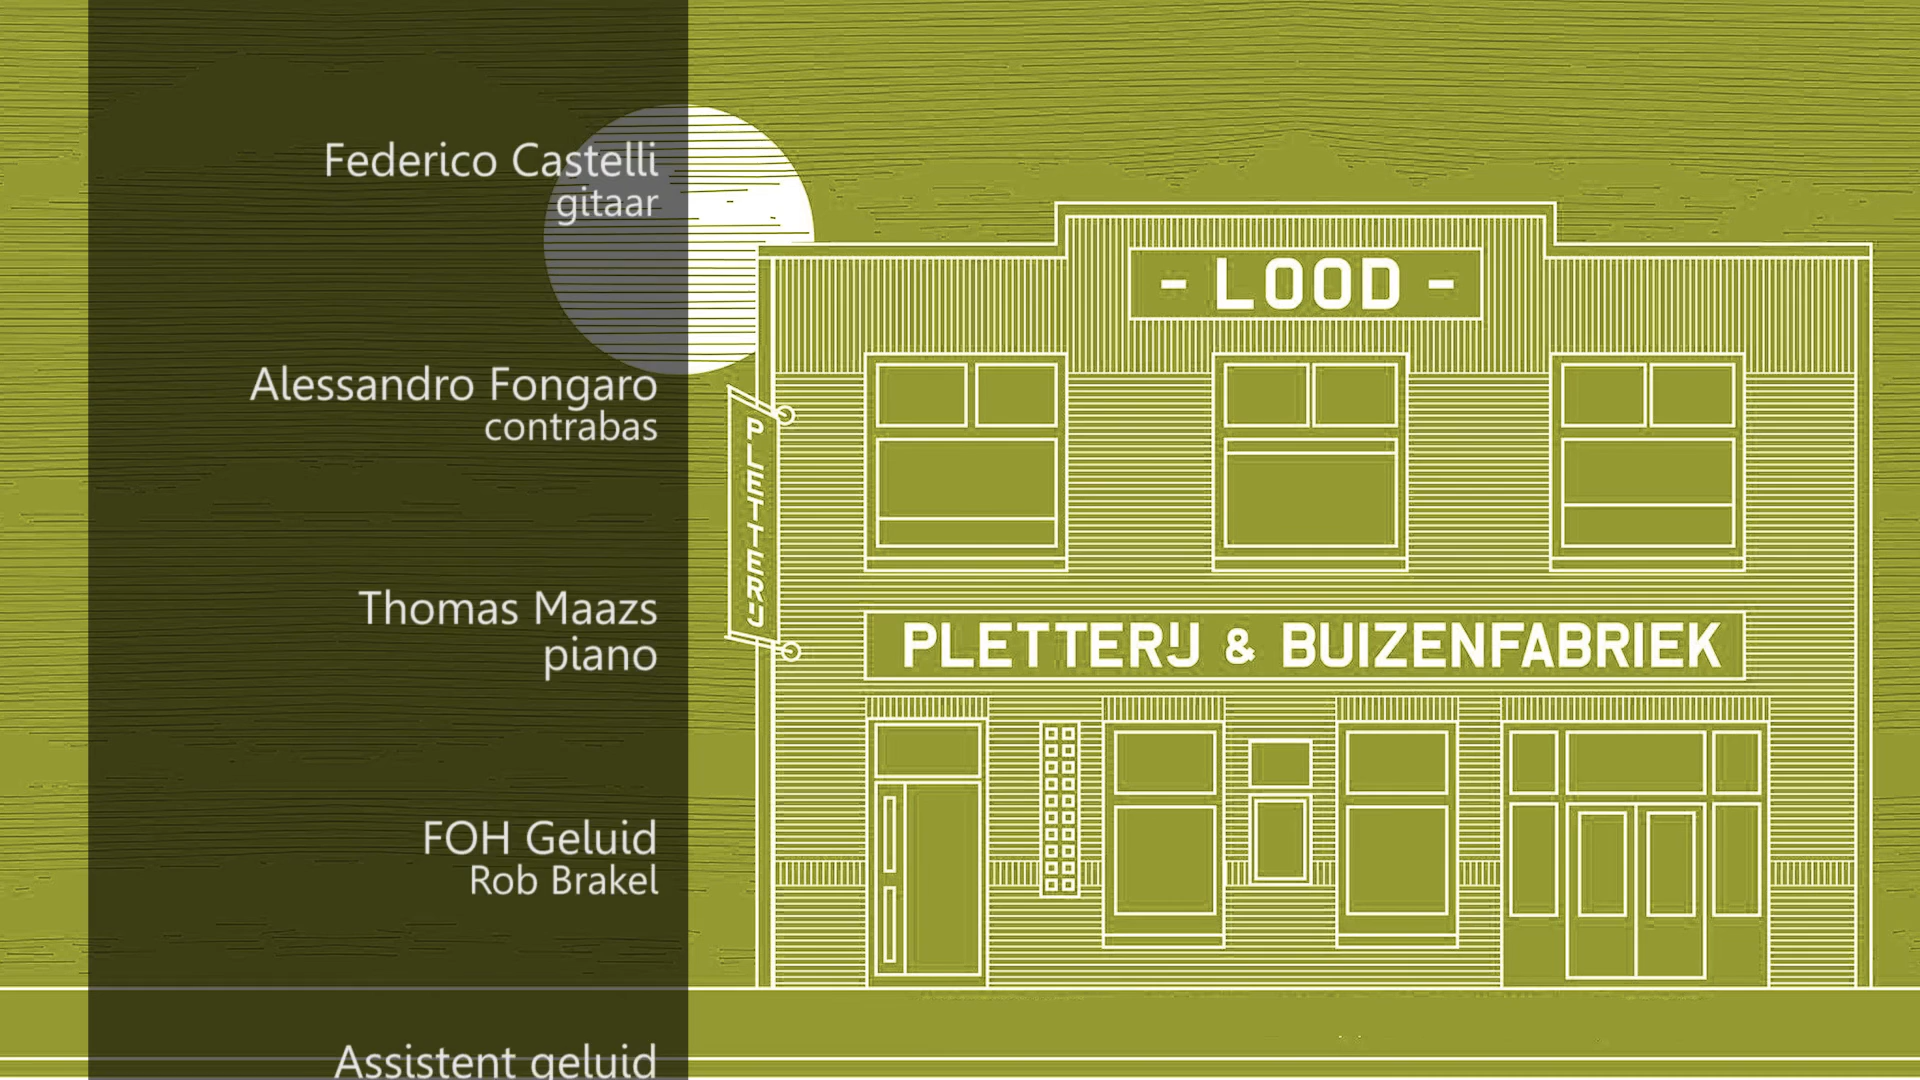 Federico Castelli
gitaar
Alessandro Fongaro
contrabas
Thomas Maazs
piano
FOH Geluid
Rob Brakel
Assistent geluid
- LOOD -
PLETTERIJ
PLETTERIJ & BUIZENFABRIEK